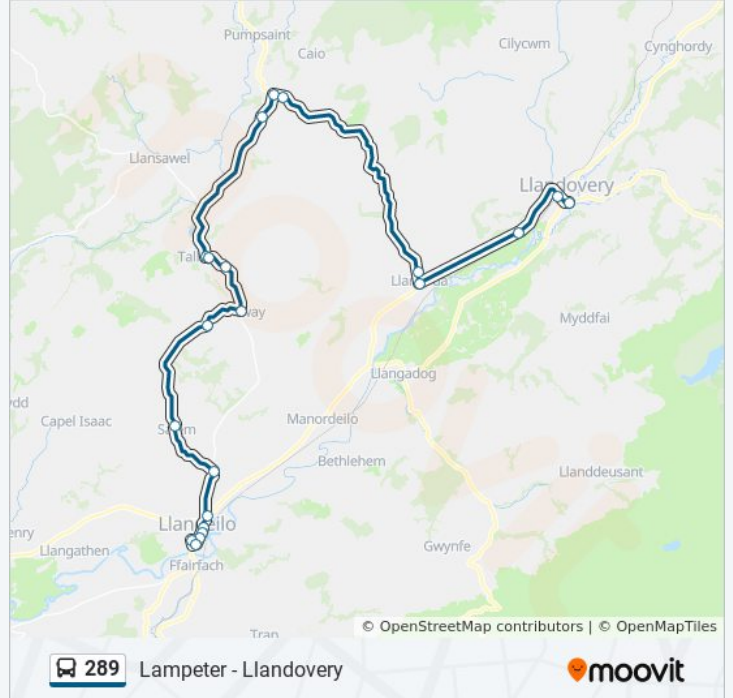 Pumpsaint
Caio
Cilycwm
Cynghordy
Llansawel
Llandovery
Myddfai
Llangadog
Capel Isaac
Manordeilo
Bethlehem
Llanddeusant
Llangathen
Gwynfe
Ffairfach
© OpenStreetMap contributors | © OpenMapTiles
289 Lampeter - Llandovery
moovit